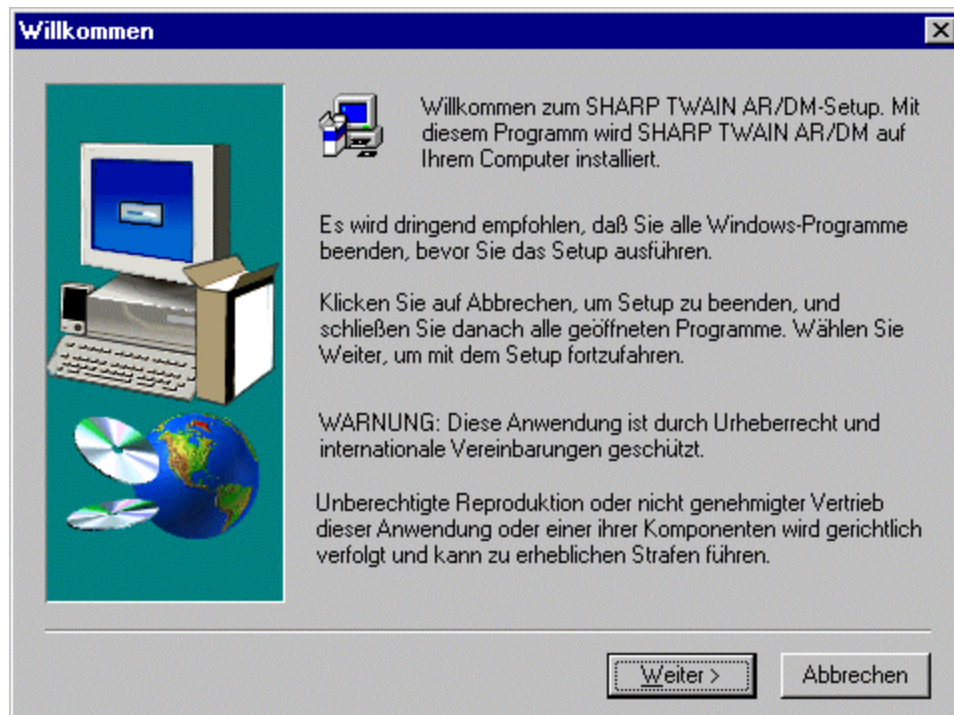 Willkommen
Willkommen zum SHARP TWAIN AR/DM-Setup. Mit
diesem Programm wird SHARP TWAIN AR/DM auf
Ihrem Computer installiert.
Es wird dringend empfohlen, daß Sie alle Windows-Programme
beenden, bevor Sie das Setup ausführen.
Klicken Sie auf Abbrechen, um Setup zu beenden, und
schließen Sie danach alle geöffneten Programme. Wählen Sie
Weiter, um mit dem Setup fortzufahren.
WARNUNG: Diese Anwendung ist durch Urheberrecht und
internationale Vereinbarungen geschützt.
Unberechtigte Reproduktion oder nicht genehmigter Vertrieb
dieser Anwendung oder einer ihrer Komponenten wird gerichtlich
verfolgt und kann zu erheblichen Strafen führen.
Weiter >
Abbrechen